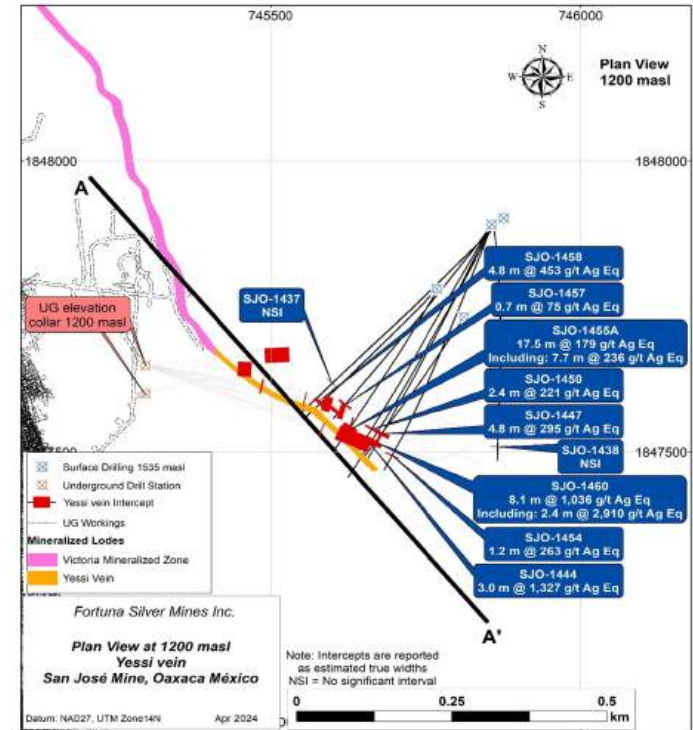 745500
746000
N
W E
S
Plan View
1200 masl
1848000
1848000
A
SJO-1458
4.8 m @ 453 g/t Ag Eq
SJO-1437
NSI
SJO-1457
0.7 m @ 75 g/t Ag Eq
UG elevation
collar 1200 masl
SJO-1455A
17.5 m @ 179 g/t Ag Eq
Including: 7.7 m @ 236 g/t Ag Eq
SJO-1450
2.4 m @ 221 g/t Ag Eq
SJO-1447
4.8 m @ 295 g/t Ag Eq
1847500
SJO-1438
NSI
SJO-1460
8.1 m @ 1,036 g/t Ag Eq
Including: 2.4 m @ 2,910 g/t Ag Eq
SJO-1454
1.2 m @ 263 g/t Ag Eq
SJO-1444
3.0 m @ 1,327 g/t Ag Eq
A'
Surface Drilling 1535 masl
Underground Drill Station
Yessi vein Intercept
UG Workings
Mineralized Lodes
Victoria Mineralized Zone
Yessi Vein
Fortuna Silver Mines Inc.
Plan View at 1200 masl
Yessi vein
San José Mine, Oaxaca México
Datum: NAD27, UTM Zone14N Apr 2024
Note: Intercepts are reported
as estimated true widths
NSI = No significant interval
0 0.25 0.5
km